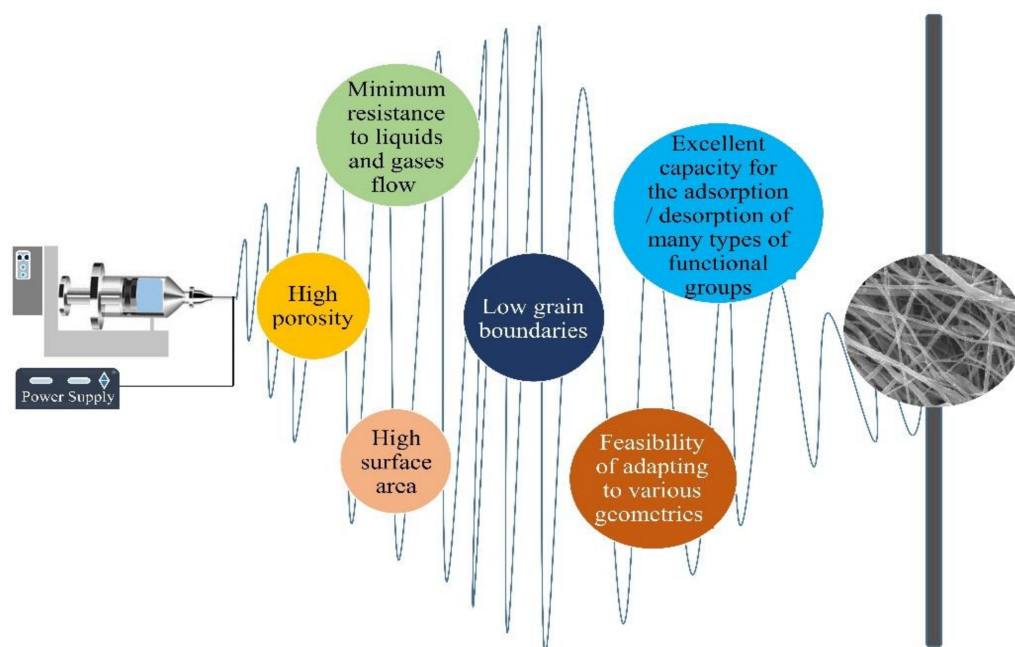 Minimum
resistance
to liquids
and gases
flow
Excellent
capacity for
the adsorption
/ desorption of
many types of
functional
groups
High
porosity
Low grain
boundaries
Power Supply
High
surface
area
Feasibility
of adapting
to various
geometrics